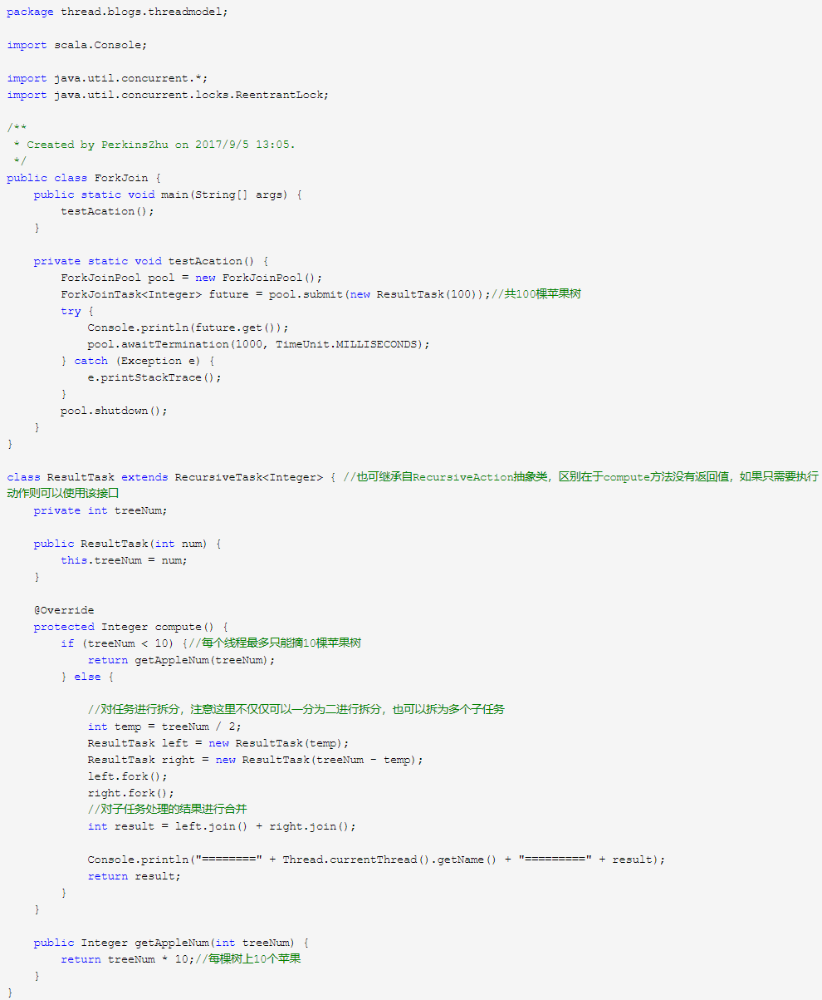 package thread.blogs.threadmodel;
import scala.Console;
import java.util.concurrent.*;
import java.util.concurrent.locks.ReentrantLock;
/**
 * Created by PerkinsZhu on 2017/9/5 13:05.
 */
public class ForkJoin {
    public static void main(String[] args) {
        testAcation();
    }
    private static void testAcation() {
        ForkJoinPool pool = new ForkJoinPool();
        ForkJoinTask<Integer> future = pool.submit(new ResultTask(100));//共100棵苹果树
        try {
            Console.println(future.get());
            pool.awaitTermination(1000, TimeUnit.MILLISECONDS);
        } catch (Exception e) {
            e.printStackTrace();
        }
        pool.shutdown();
    }
}
class ResultTask extends RecursiveTask<Integer> { //也可继承自RecursiveAction抽象类，区别在于compute方法没有返回值，如果只需要执行
动作则可以使用该接口
    private int treeNum;
    public ResultTask(int num) {
        this.treeNum = num;
    }
    @Override
    protected Integer compute() {
        if (treeNum < 10) {//每个线程最多只能摘10棵苹果树
            return getAppleNum(treeNum);
        } else {
            //对任务进行拆分，注意这里不仅仅可以一分为二进行拆分，也可以拆为多个子任务
            int temp = treeNum / 2;
            ResultTask left = new ResultTask(temp);
            ResultTask right = new ResultTask(treeNum - temp);
            left.fork();
            right.fork();
            //对子任务处理的结果进行合并
            int result = left.join() + right.join();
            Console.println("========" + Thread.currentThread().getName() + "=========" + result);
            return result;
        }
    }
    public Integer getAppleNum(int treeNum) {
        return treeNum * 10;//每棵树上10个苹果
    }
}